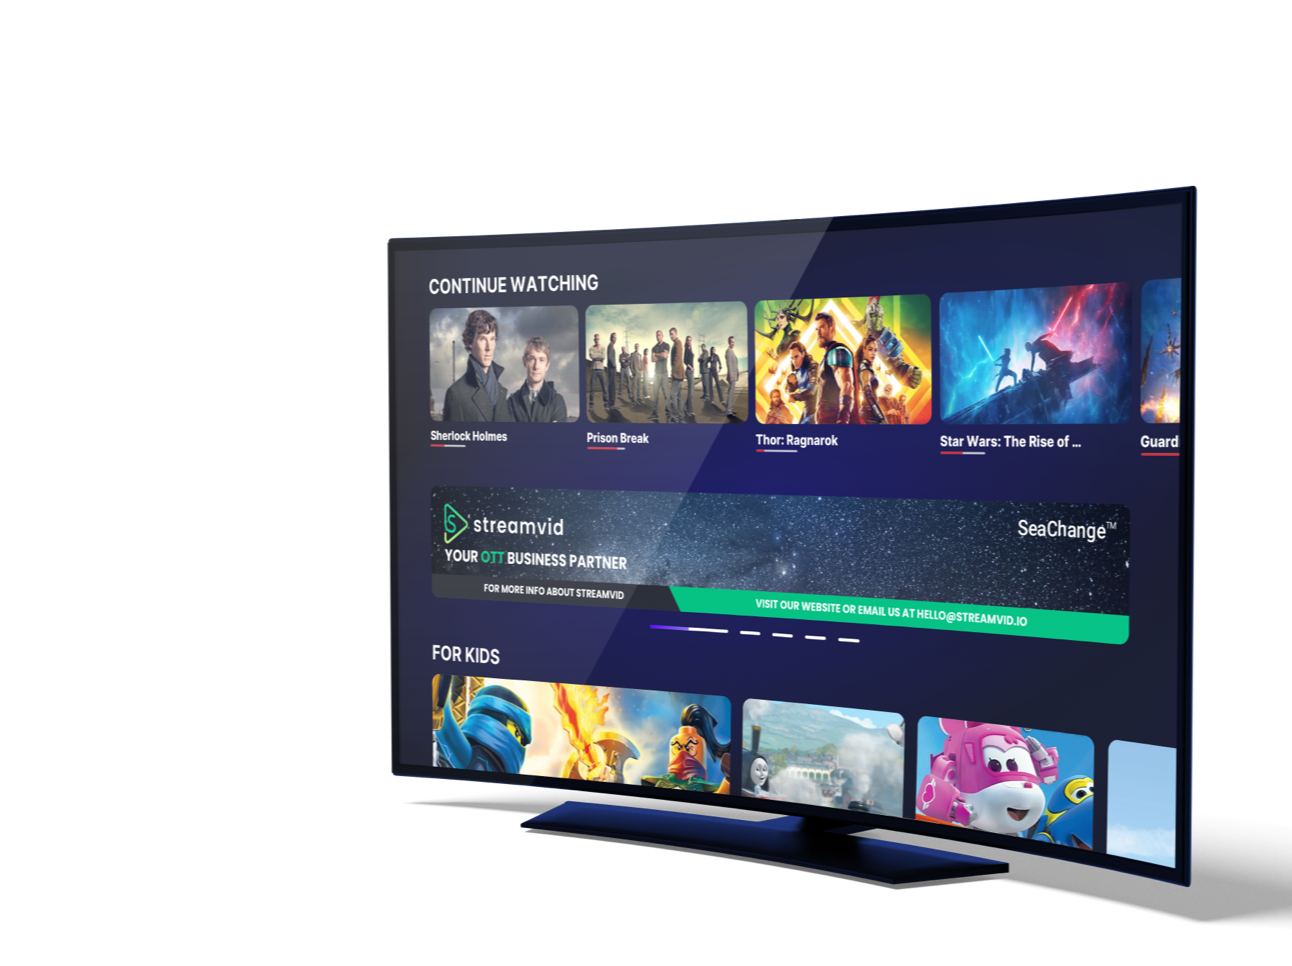 CONTINUE WATCHING
Sherlock Holmes
Prison Break
Thor: Ragnarok
Star Wars: The Rise of ...
Guard
streamvid
SeaChange™
YOUR OTT BUSINESS PARTNER
FOR MORE INFO ABOUT STREAMVID
VISIT OUR WEBSITE OR EMAIL US AT HELLO@STREAMVID.IO
FOR KIDS